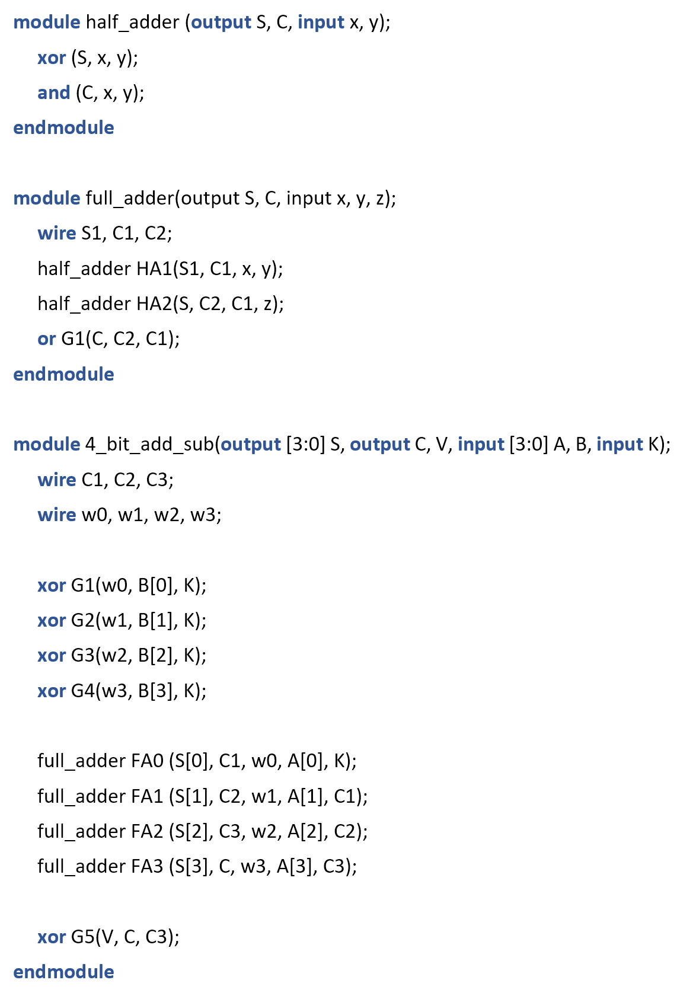 module half_adder (output S, C, input x, y);
xor (S, x, y);
and (C, x, y);
endmodule
module full_adder(output S, C, input x, y, z);
wire S1, C1, C2;
half_adder HA1(S1, C1, x, y);
half_adder HA2(S, C2, C1, z);
or G1(C, C2, C1);
endmodule
module 4_bit_add_sub(output [3:0] S, output C, V, input [3:0] A, B, input K);
wire C1, C2, C3;
wire w0, w1, w2, w3;
xor G1(w0, B[0], K);
xor G2(w1, B[1], K);
xor G3(w2, B[2], K);
xor G4(w3, B[3], K);
full_adder FA0 (S[0], C1, w0, A[0], K);
full_adder FA1 (S[1], C2, w1, A[1], C1);
full_adder FA2 (S[2], C3, w2, A[2], C2);
full_adder FA3 (S[3], C, w3, A[3], C3);
xor G5(V, C, C3);
endmodule